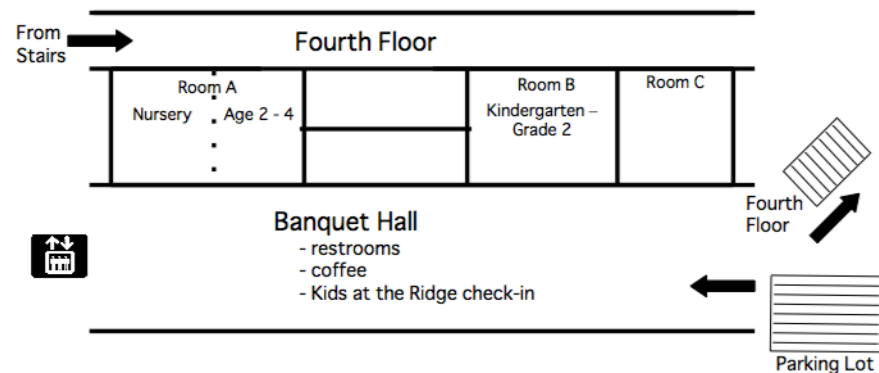 From
Stairs
Fourth Floor
Room A
Nursery
Age 2 - 4
Room B
Kindergarten –
Grade 2
Room C
Fourth
Floor
Banquet Hall
- restrooms
- coffee
- Kids at the Ridge check-in
Parking Lot